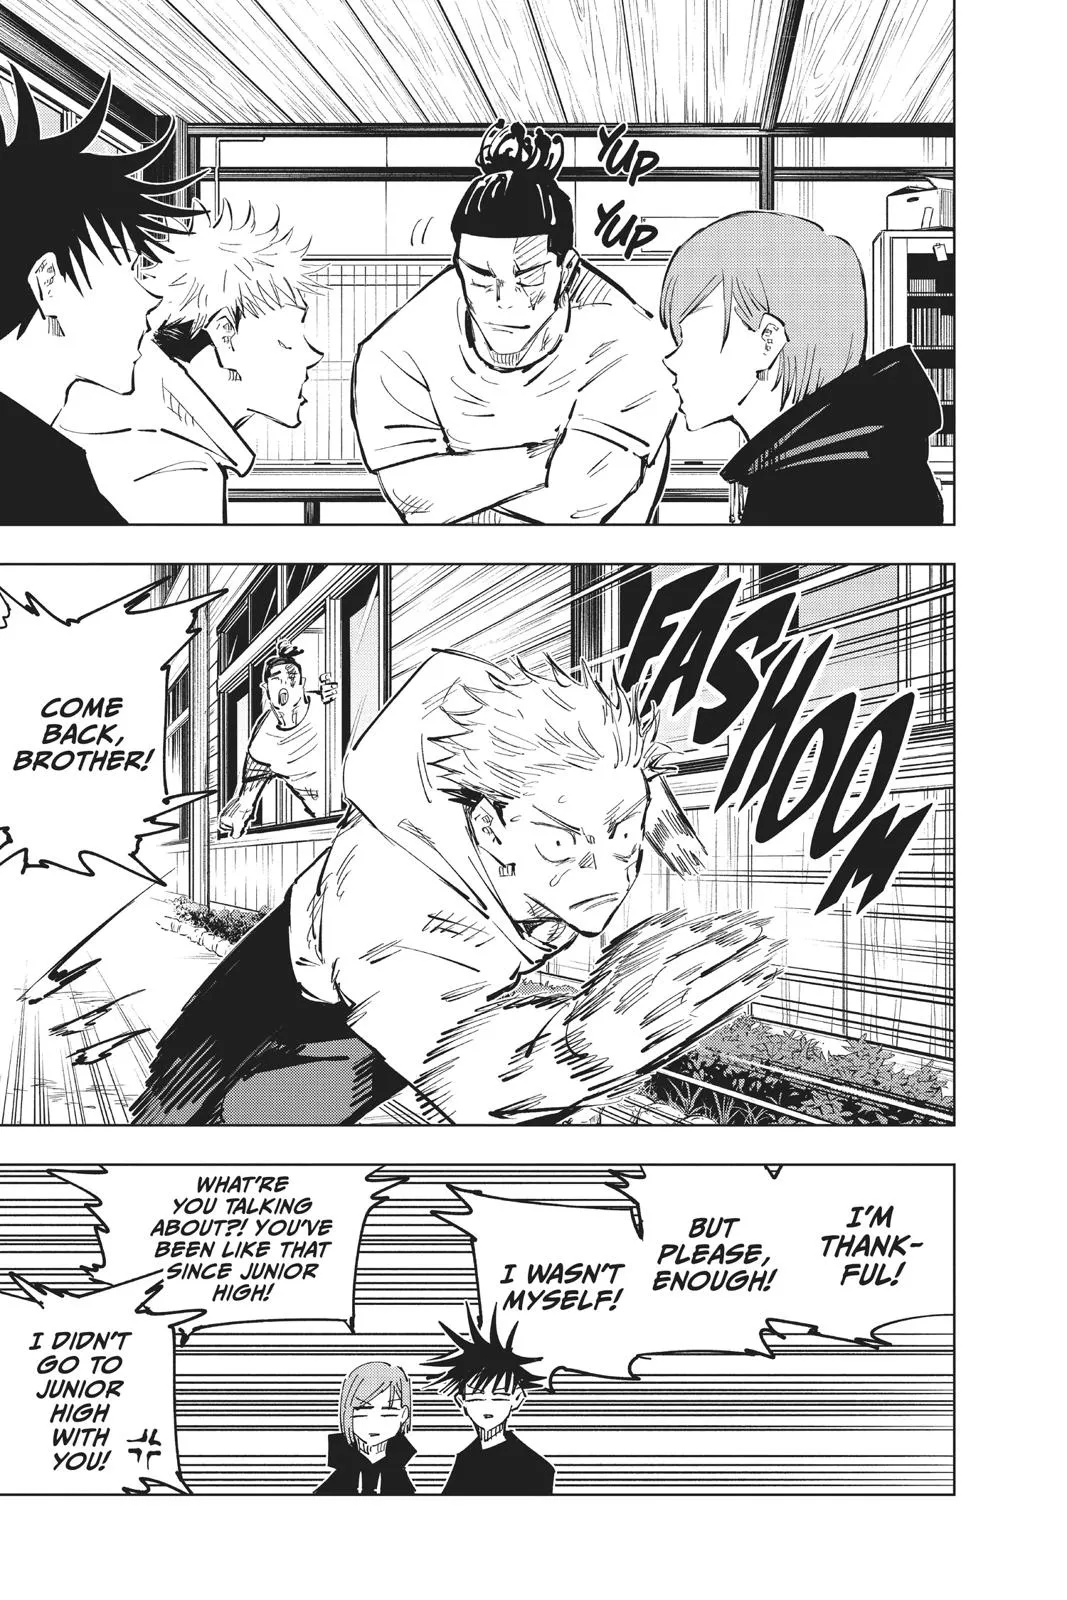 YUP
YUP
FASHOOM
COME
BACK,
BROTHER!
I'M
THANK-
FUL!
BUT
PLEASE,
ENOUGH!
I WASN'T
MYSELF!
WHAT'RE
YOU TALKING
ABOUT?! YOU'VE
BEEN LIKE THAT
SINCE JUNIOR
HIGH!
I DIDN'T
GO TO
JUNIOR
HIGH
WITH
YOU!